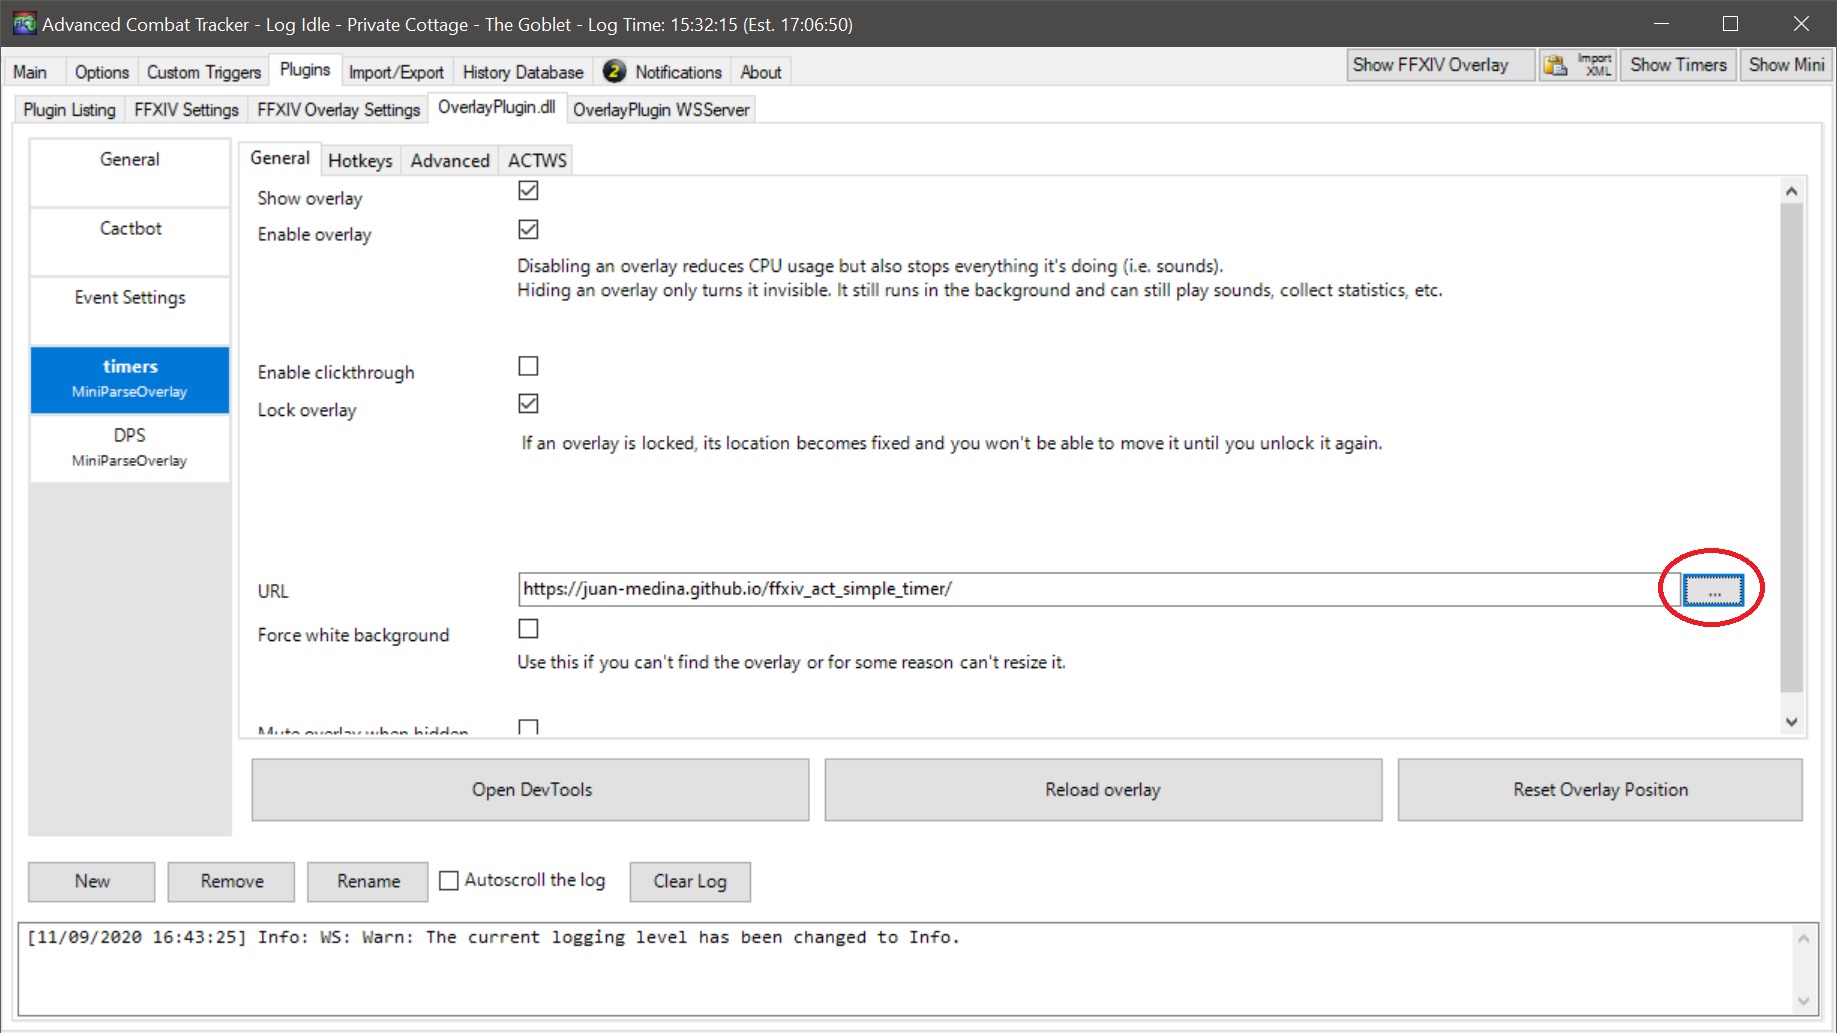 Advanced Combat Tracker - Log Idle - Private Cottage - The Goblet - Log Time: 15:32:15 (Est. 17:06:50)
Main Options Custom Triggers Plugins Import/Export History Database 2 Notifications About Show FFXIV Overlay Import XML Show Timers Show Mini
Plugin Listing FFXIV Settings FFXIV Overlay Settings OverlayPlugin.dll OverlayPlugin WSServer
General
Cactbot
Event Settings
timers
MiniParseOverlay
DPS
MiniParseOverlay
General Hotkeys Advanced ACTWS
Show overlay
Enable overlay
Disabling an overlay reduces CPU usage but also stops everything it's doing (i.e. sounds).
Hiding an overlay only turns it invisible. It still runs in the background and can still play sounds, collect statistics, etc.
Enable clickthrough
Lock overlay
If an overlay is locked, its location becomes fixed and you won't be able to move it until you unlock it again.
URL https://juan-medina.github.io/ffxiv_act_simple_timer/ ...
Force white background
Use this if you can't find the overlay or for some reason can't resize it.
Mute overlay when hidden
Open DevTools Reload overlay Reset Overlay Position
New Remove Rename Autoscroll the log Clear Log
[11/09/2020 16:43:25] Info: WS: Warn: The current logging level has been changed to Info.